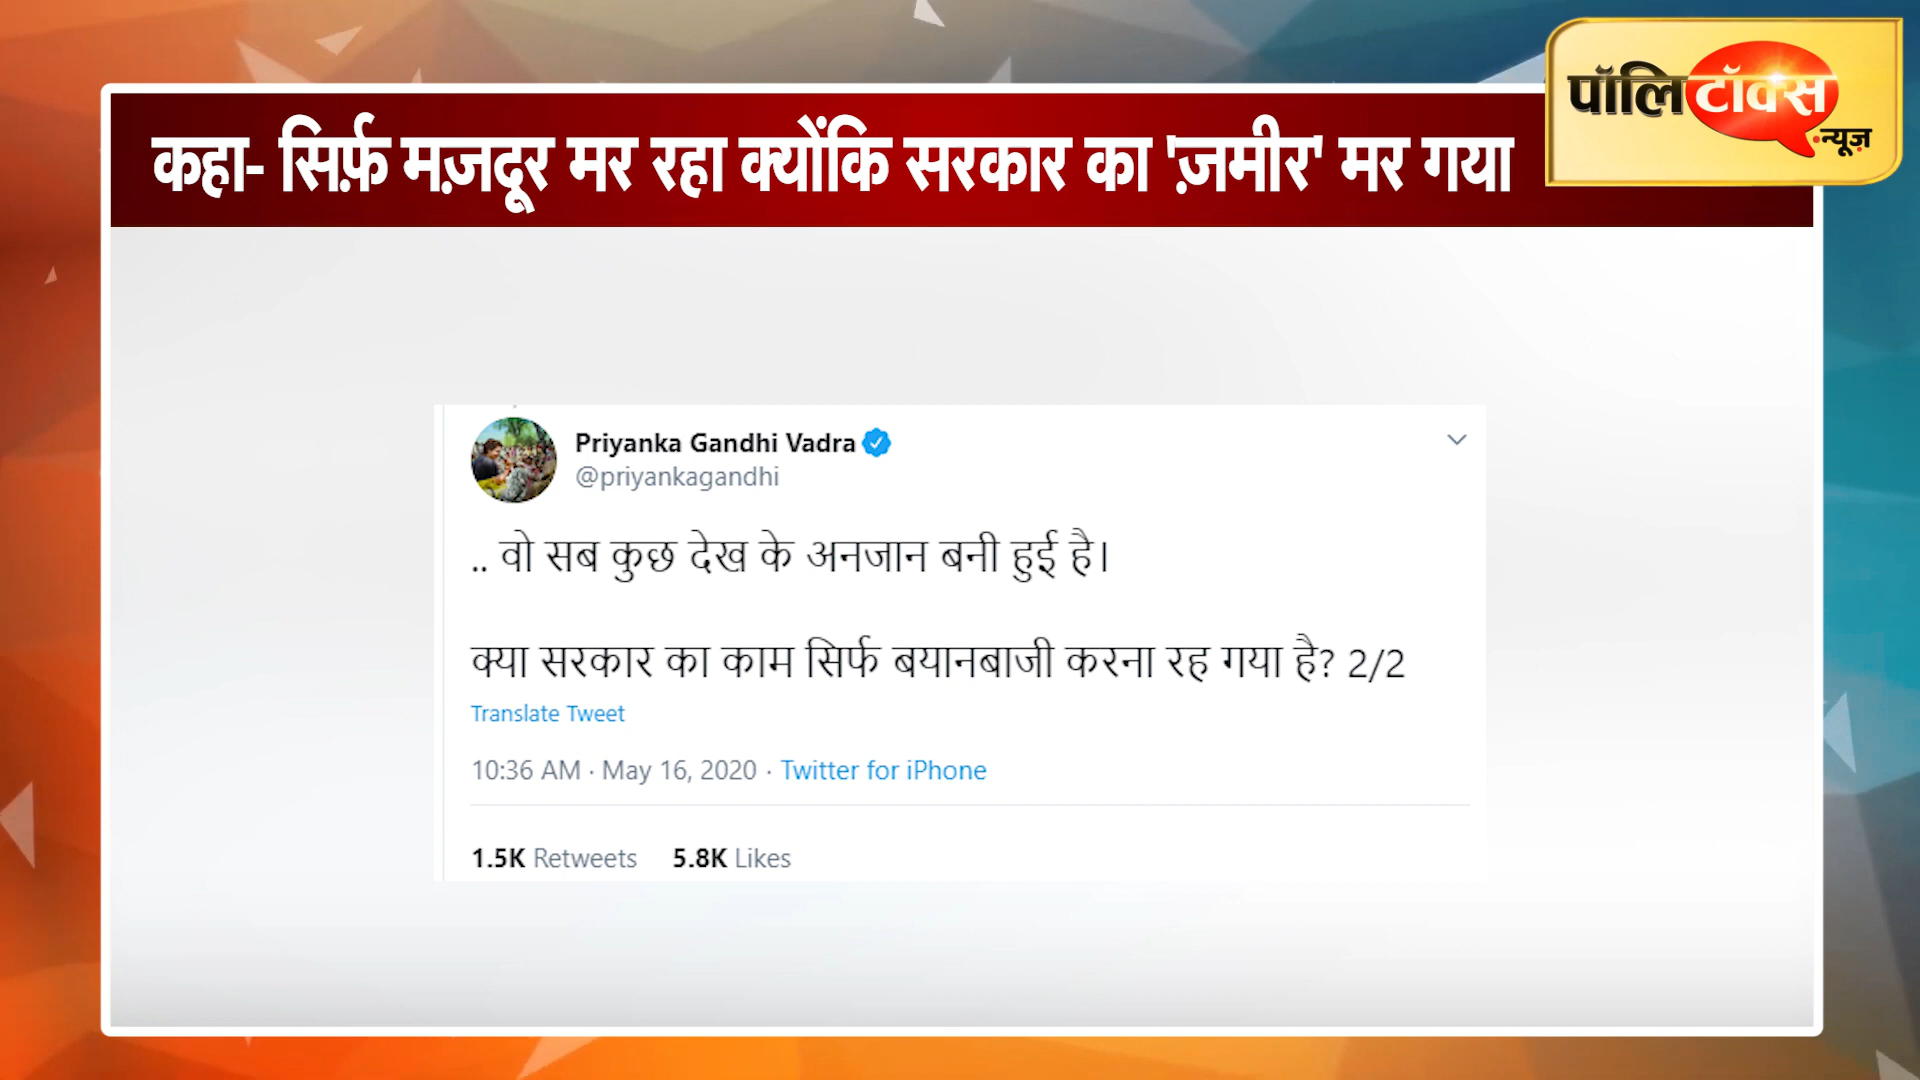 पॉलिटॉक्स
न्यूज़
कहा- सिर्फ़ मज़दूर मर रहा क्योंकि सरकार का 'ज़मीर' मर गया
Priyanka Gandhi Vadra
@priyankagandhi
.. वो सब कुछ देख के अनजान बनी हुई है।
क्या सरकार का काम सिर्फ बयानबाजी करना रह गया है? 2/2
Translate Tweet
10:36 AM · May 16, 2020 · Twitter for iPhone
1.5K Retweets 5.8K Likes